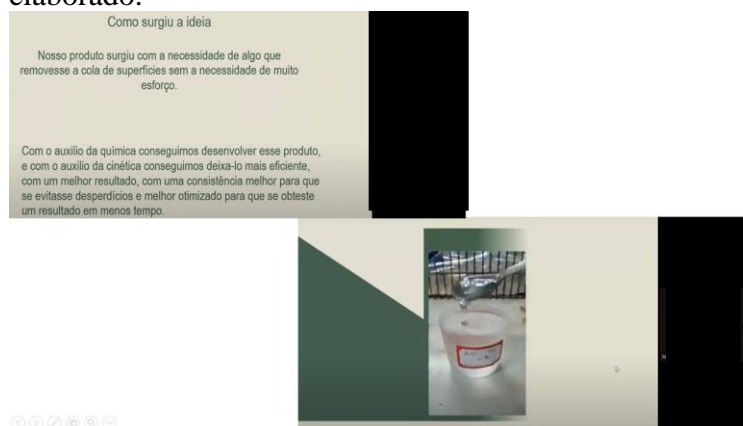 elaborado.
Como surgiu a ideia
Nosso produto surgiu com a necessidade de algo que
removesse a cola de superfícies sem a necessidade de muito
esforço.
Com o auxilio da química conseguimos desenvolver esse produto,
e com o auxilio da cinética conseguimos deixa-lo mais eficiente,
com um melhor resultado, com uma consistência melhor para que
se evitasse desperdícios e melhor otimizado para que se obteste
um resultado em menos tempo.